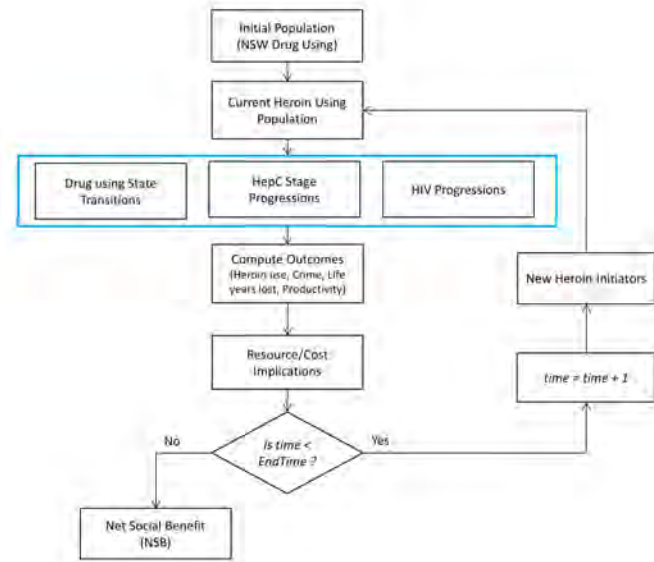 Initial Population
(NSW Drug Using)
Current Heroin Using
Population
Drug using State
Transitions
HepC Stage
Progressions
HIV Progressions
Compute Outcomes
(Heroin use, Crime, Life
years lost, Productivity)
New Heroin Initiators
Resource/Cost
Implications
time = time + 1
No
Is time <
EndTime ?
Yes
Net Social Benefit
(NSB)